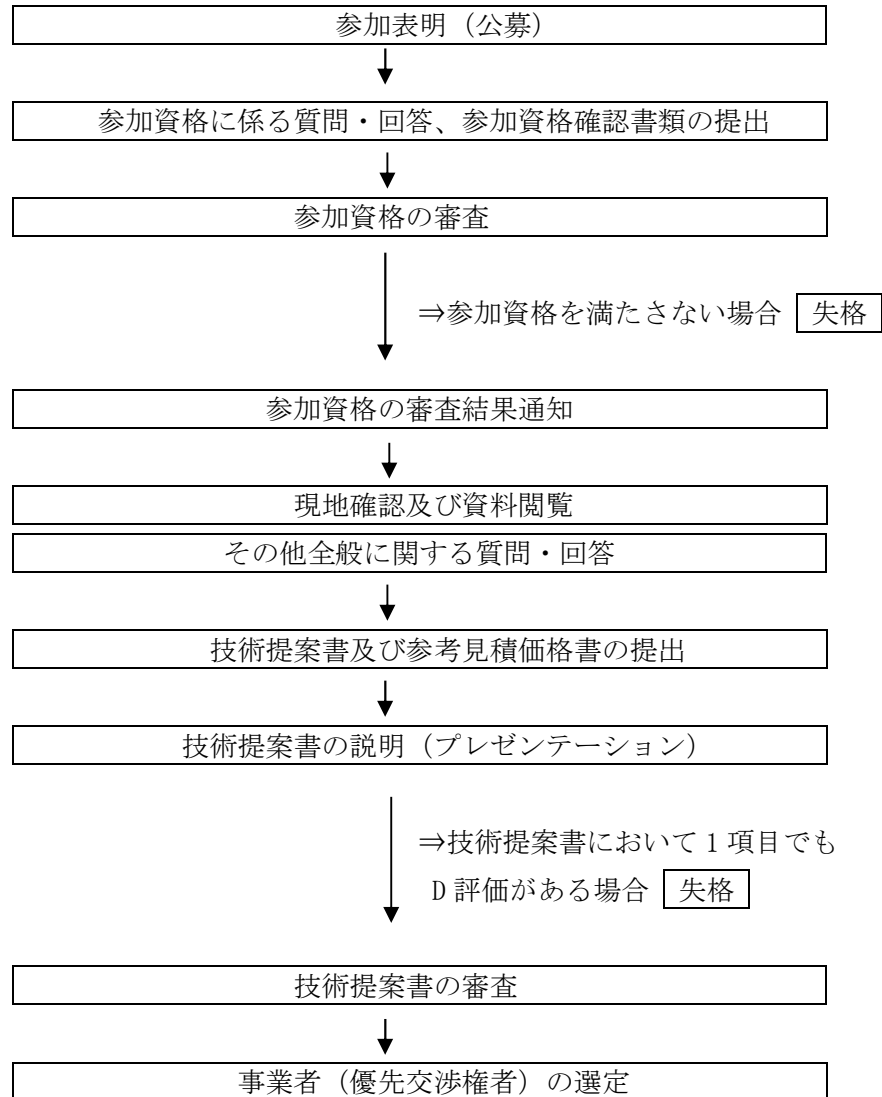 参加表明（公募）
参加資格に係る質問・回答、参加資格確認書類の提出
参加資格の審査
⇒参加資格を満たさない場合 失格
参加資格の審査結果通知
現地確認及び資料閲覧
その他全般に関する質問・回答
技術提案書及び参考見積価格書の提出
技術提案書の説明（プレゼンテーション）
⇒技術提案書において１項目でも
Ｄ評価がある場合 失格
技術提案書の審査
事業者（優先交渉権者）の選定